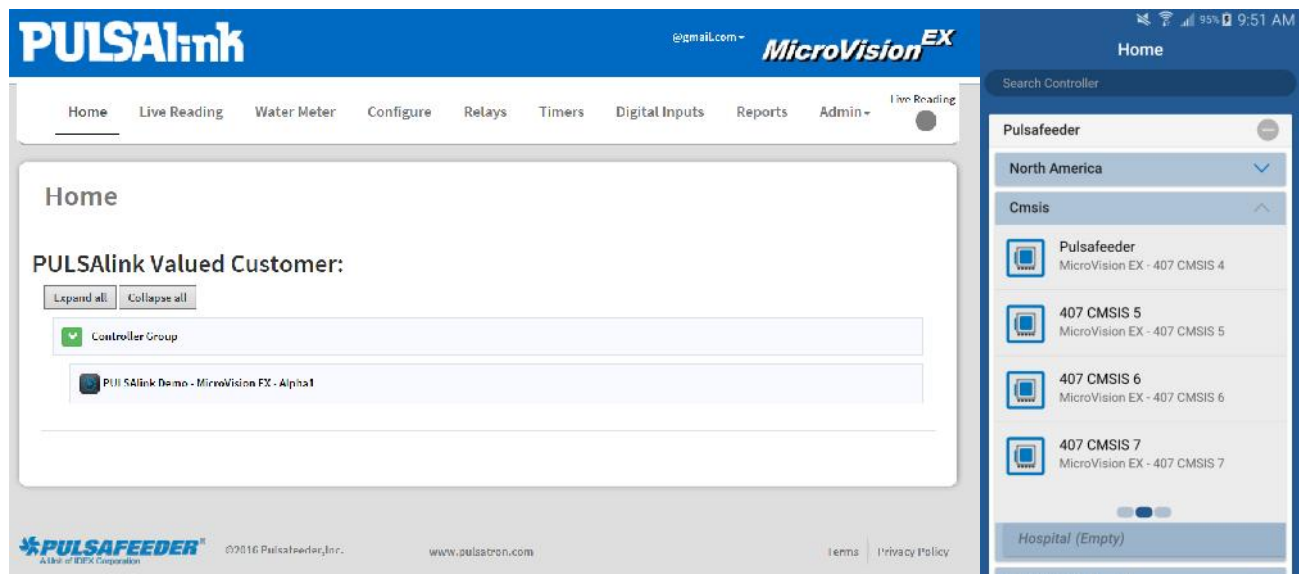 PULSAlink
@gmail.com
MicroVision EX
Home Live Reading Water Meter Configure Relays Timers Digital Inputs Reports Admin
Live Reading
Home
PULSAlink Valued Customer:
Expand all Collapse all
Controller Group
PULSAlink Demo - MicroVision EX - Alpha1
PULSAFEEDER®
A Unit of IDEX Corporation
©2016 Pulsafeeder,Inc.
www.pulsatron.com
Terms Privacy Policy
95% 9:51 AM
Home
Search Controller
Pulsafeeder
North America
Cmsis
Pulsafeeder
MicroVision EX - 407 CMSIS 4
407 CMSIS 5
MicroVision EX - 407 CMSIS 5
407 CMSIS 6
MicroVision EX - 407 CMSIS 6
407 CMSIS 7
MicroVision EX - 407 CMSIS 7
Hospital (Empty)